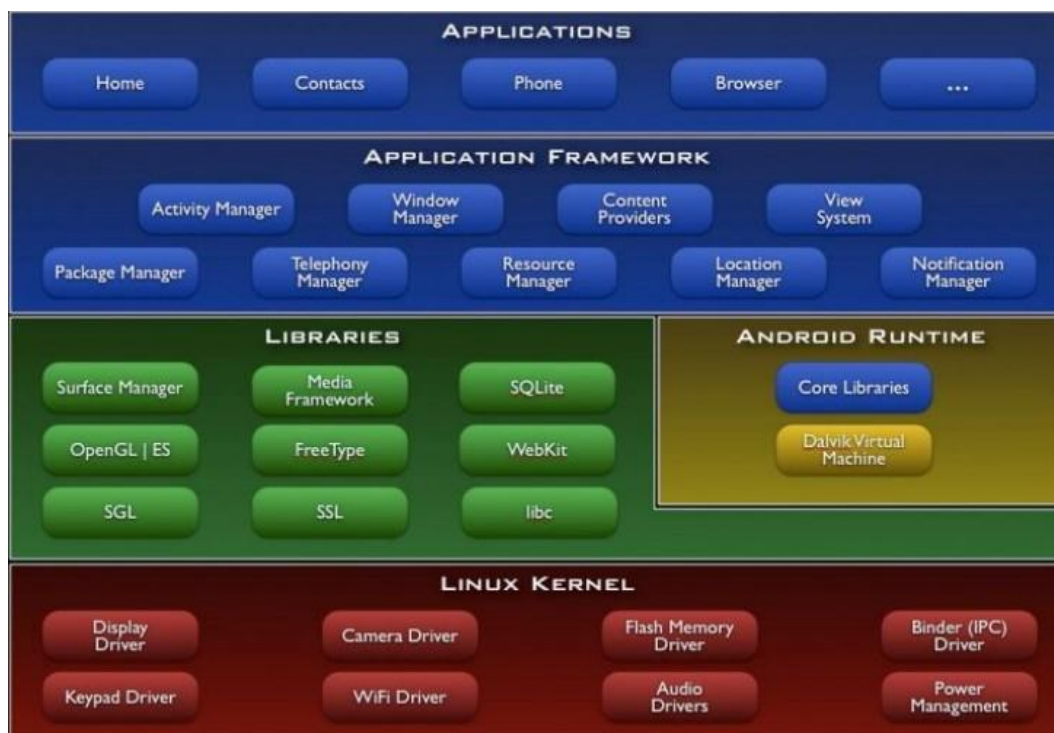 APPLICATIONS
Home
Contacts
Phone
Browser
...
APPLICATION FRAMEWORK
Activity Manager
Window
Manager
Content
Providers
View
System
Package Manager
Telephony
Manager
Resource
Manager
Location
Manager
Notification
Manager
LIBRARIES
Surface Manager
Media
Framework
SQLite
OpenGL | ES
FreeType
WebKit
SGL
SSL
libc
ANDROID RUNTIME
Core Libraries
Dalvik Virtual
Machine
LINUX KERNEL
Display
Driver
Camera Driver
Flash Memory
Driver
Binder (IPC)
Driver
Keypad Driver
WiFi Driver
Audio
Drivers
Power
Management